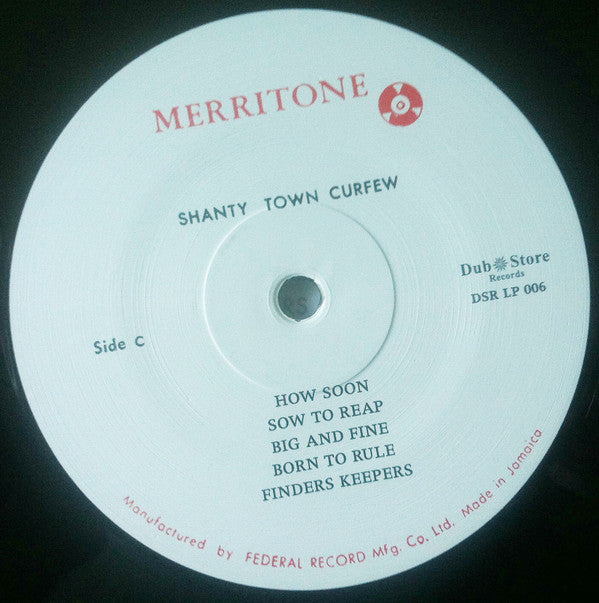 MERRITONE
SHANTY TOWN CURFEW
Dub Store
Records
DSR LP 006
Side C
HOW SOON
SOW TO REAP
BIG AND FINE
BORN TO RULE
FINDERS KEEPERS
Manufactured by FEDERAL RECORD Mfg. Co. Ltd. Made in Jamaica